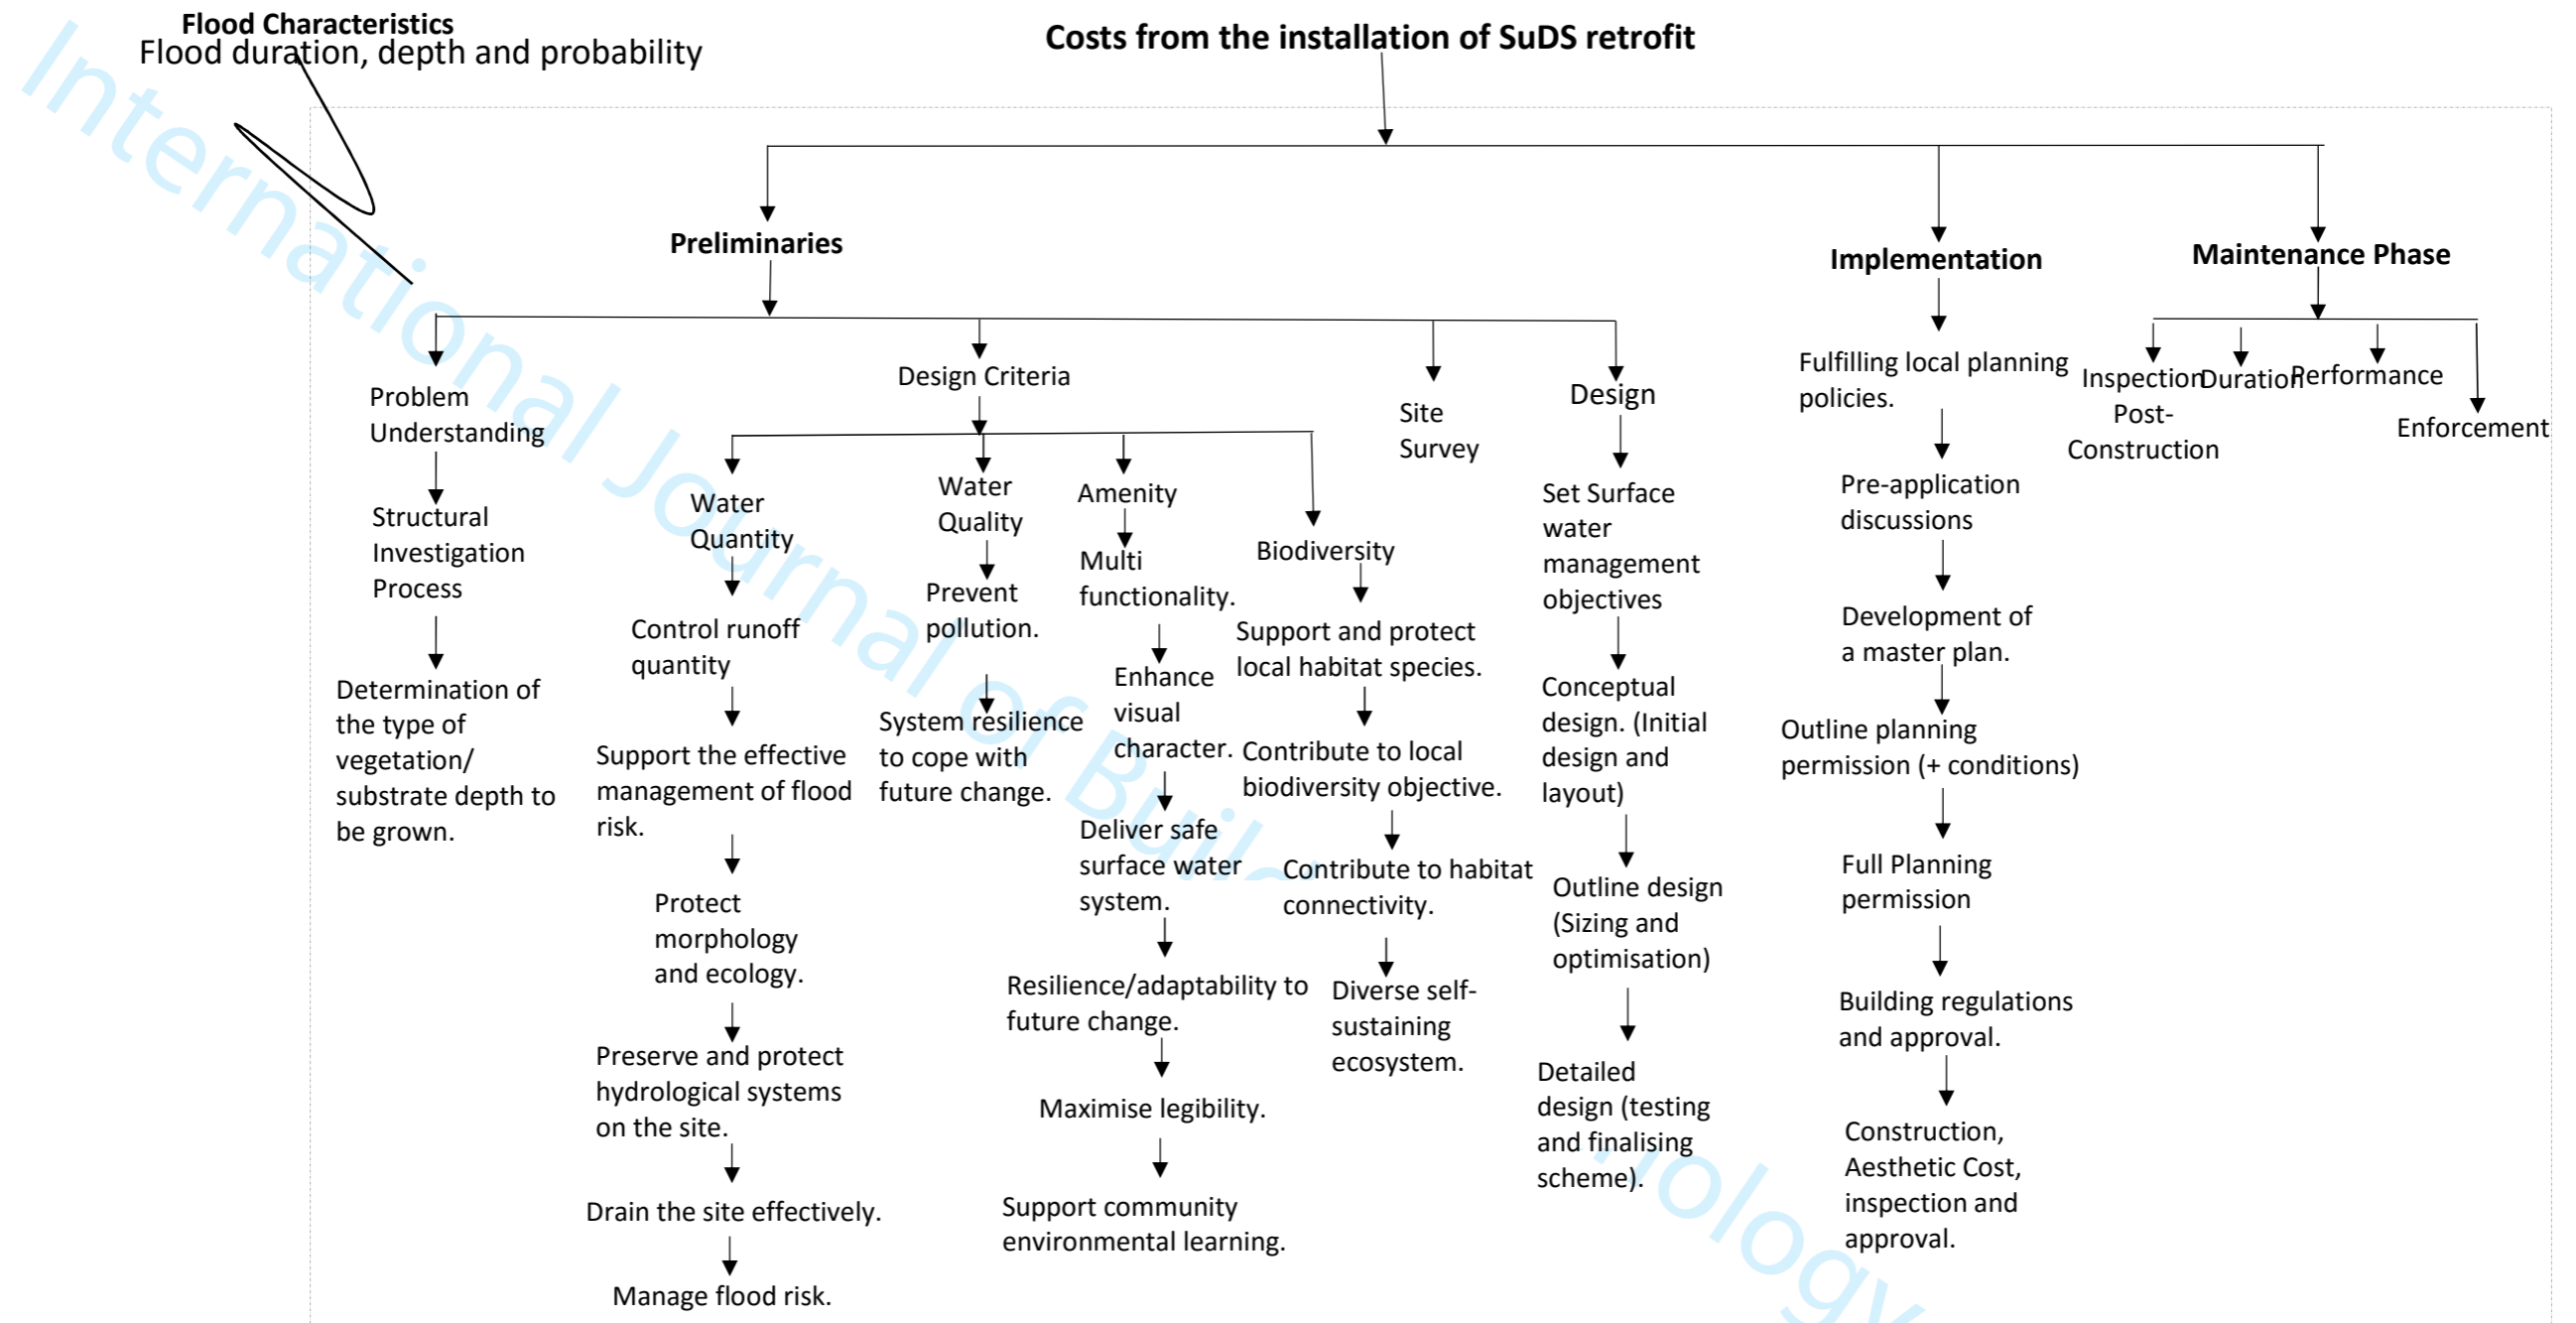 Flood Characteristics
Flood duration, depth and probability
Costs from the installation of SuDS retrofit
Preliminaries
Implementation
Maintenance Phase
Problem
Understanding
Structural
Investigation
Process
Determination of
the type of
vegetation/
substrate depth to
be grown.
Design Criteria
Water
Quantity
Control runoff
quantity
Support the effective
management of flood
risk.
Protect
morphology
and ecology.
Preserve and protect
hydrological systems
on the site.
Drain the site effectively.
Manage flood risk.
Water
Quality
Prevent
pollution.
System resilience
to cope with
future change.
Amenity
Multi
functionality.
Enhance
visual
character.
Deliver safe
surface water
system.
Resilience/adaptability to
future change.
Maximise legibility.
Support community
environmental learning.
Biodiversity
Support and protect
local habitat species.
Contribute to local
biodiversity objective.
Contribute to habitat
connectivity.
Diverse self-
sustaining
ecosystem.
Site
Survey
Design
Set Surface
water
management
objectives
Conceptual
design. (Initial
design and
layout)
Outline design
(Sizing and
optimisation)
Detailed
design (testing
and finalising
scheme).
Fulfilling local planning
policies.
Pre-application
discussions
Development of
a master plan.
Outline planning
permission (+ conditions)
Full Planning
permission
Building regulations
and approval.
Construction,
Aesthetic Cost,
inspection and
approval.
Inspection
Post-
Construction
Duration
Performance
Enforcement
International Journal of Buil
nology